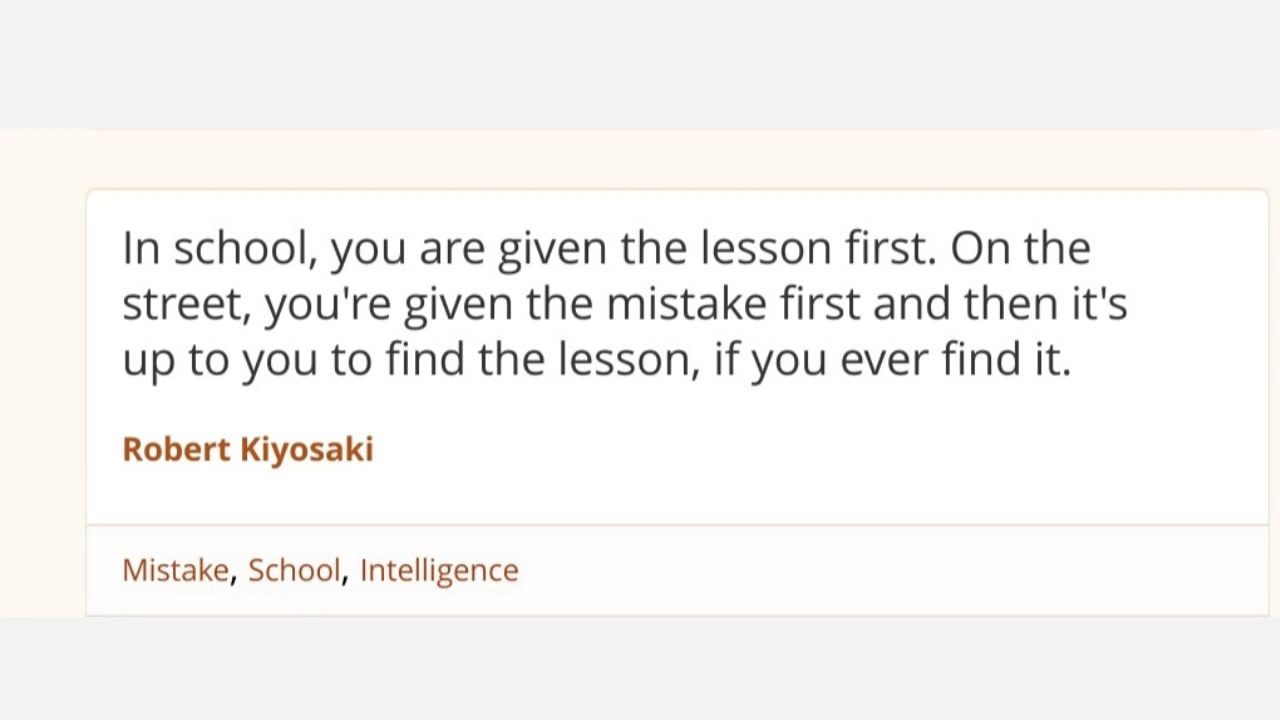 In school, you are given the lesson first. On the
street, you're given the mistake first and then it's
up to you to find the lesson, if you ever find it.
Robert Kiyosaki
Mistake, School, Intelligence